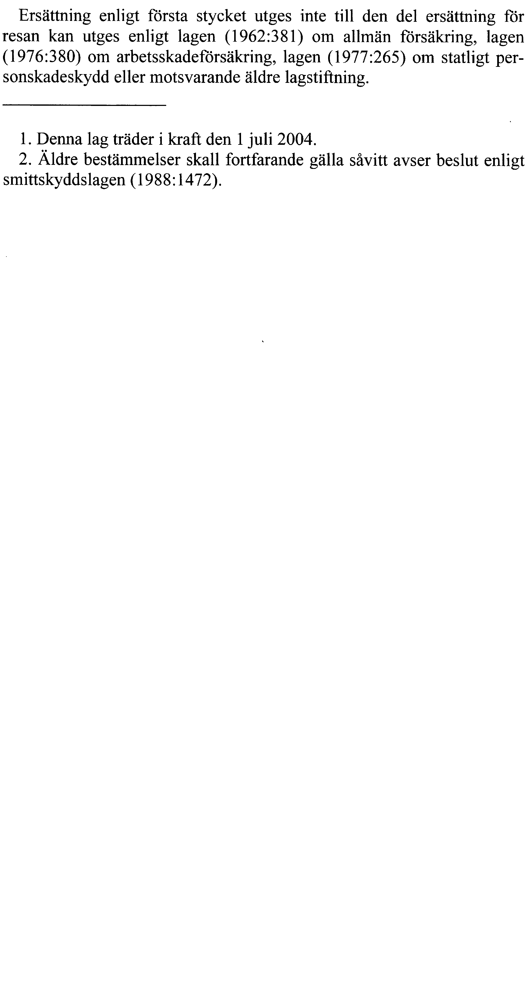 Ersättning enligt första stycket utges inte till den del ersättning för
resan kan utges enligt lagen (1962:381) om allmän försäkring, lagen
(1976:380) om arbetsskadeförsäkring, lagen (1977:265) om statligt per-
sonskadeskydd eller motsvarande äldre lagstiftning.
1. Denna lag träder i kraft den 1 juli 2004.
2. Äldre bestämmelser skall fortfarande gälla såvitt avser beslut enligt
smittskyddslagen (1988:1472).